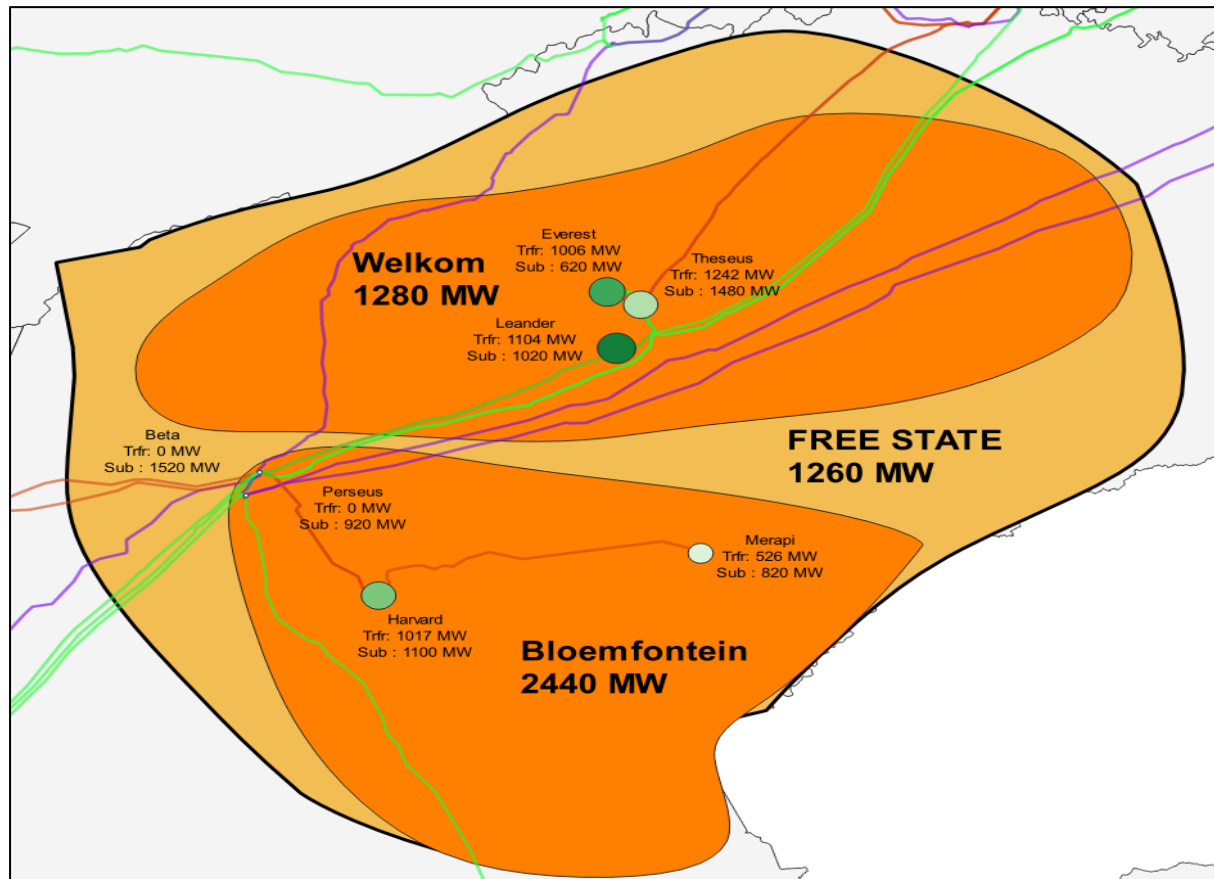 Everest
Trfr: 1006 MW
Sub : 620 MW
Theseus
Trfr: 1242 MW
Sub : 1480 MW
Welkom
1280 MW
Leander
Trfr: 1104 MW
Sub : 1020 MW
Beta
Trfr: 0 MW
Sub : 1520 MW
FREE STATE
1260 MW
Perseus
Trfr: 0 MW
Sub : 920 MW
Merapi
Trfr: 526 MW
Sub : 820 MW
Harvard
Trfr: 1017 MW
Sub : 1100 MW
Bloemfontein
2440 MW